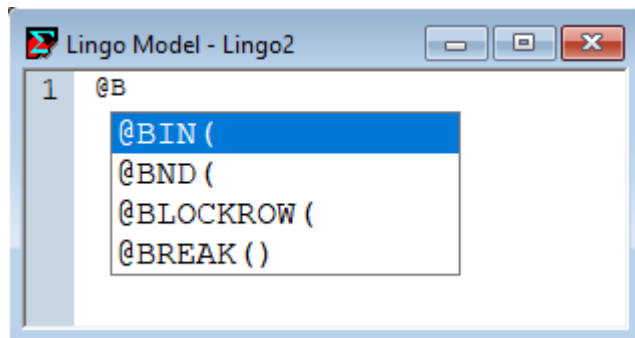 Lingo Model - Lingo2
1 @B
@BIN(
@BND(
@BLOCKROW(
@BREAK()